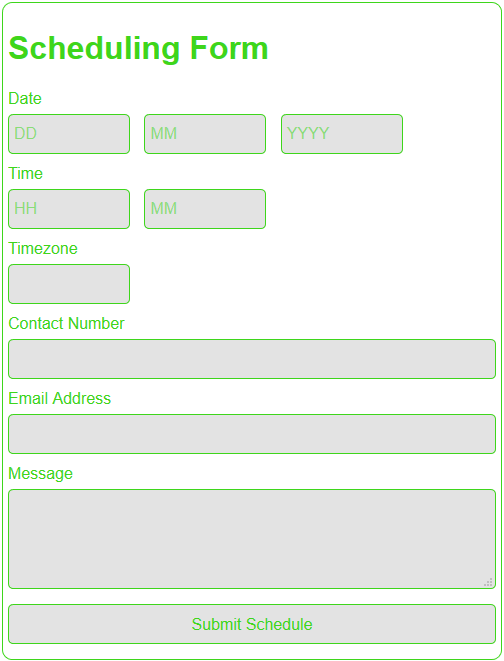 Scheduling Form
Date
DD MM YYYY
Time
HH MM
Timezone
Contact Number
Email Address
Message
Submit Schedule